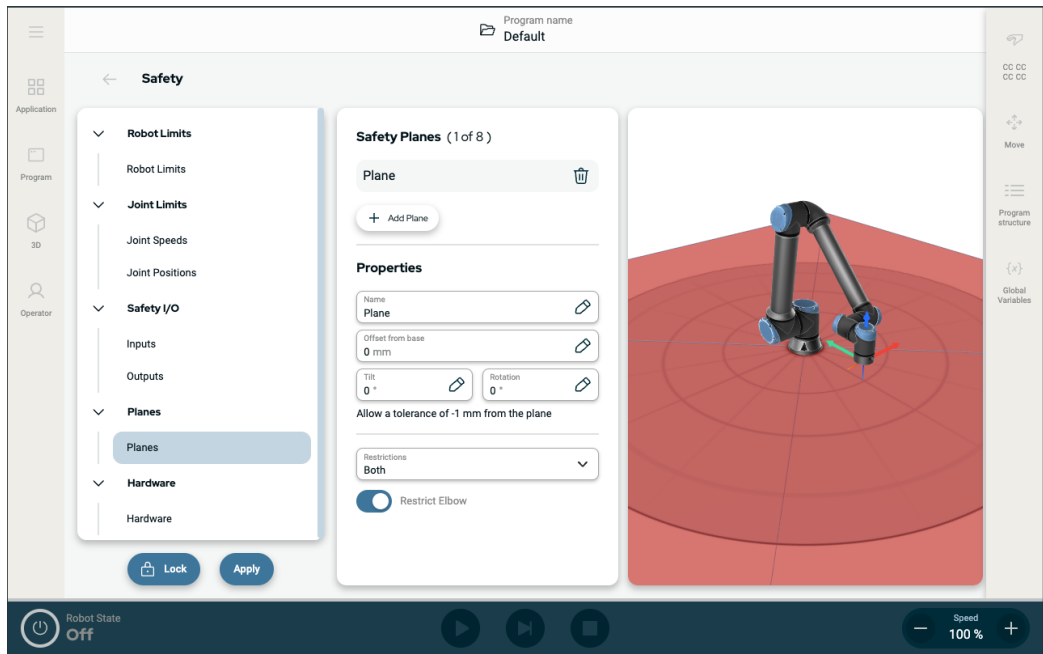 Program name
Default
Safety
Application
Program
3D
Operator
Robot Limits
Robot Limits
Joint Limits
Joint Speeds
Joint Positions
Safety I/O
Inputs
Outputs
Planes
Planes
Hardware
Hardware
Lock
Apply
Safety Planes (1 of 8)
Plane
+ Add Plane
Properties
Name
Plane
Offset from base
0 mm
Tilt
0 °
Rotation
0 °
Allow a tolerance of -1 mm from the plane
Restrictions
Both
Restrict Elbow
CC CC
CC CC
Move
Program
structure
{x}
Global
Variables
Robot State
Off
Speed
100 %